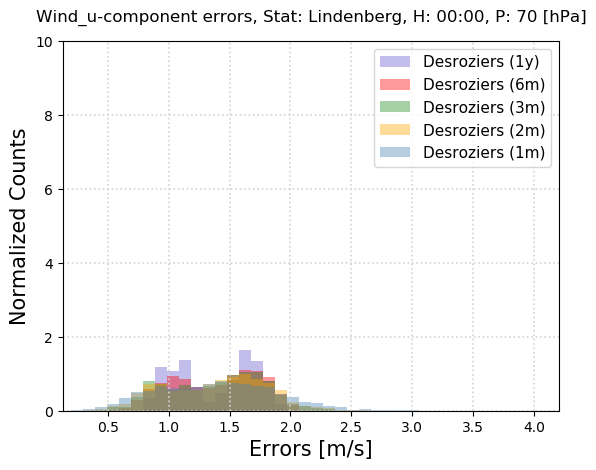 Wind_u-component errors, Stat: Lindenberg, H: 00:00, P: 70 [hPa]
10
8
6
4
2
0
Normalized Counts
Desroziers (1y)
Desroziers (6m)
Desroziers (3m)
Desroziers (2m)
Desroziers (1m)
0.5 1.0 1.5 2.0 2.5 3.0 3.5 4.0
Errors [m/s]